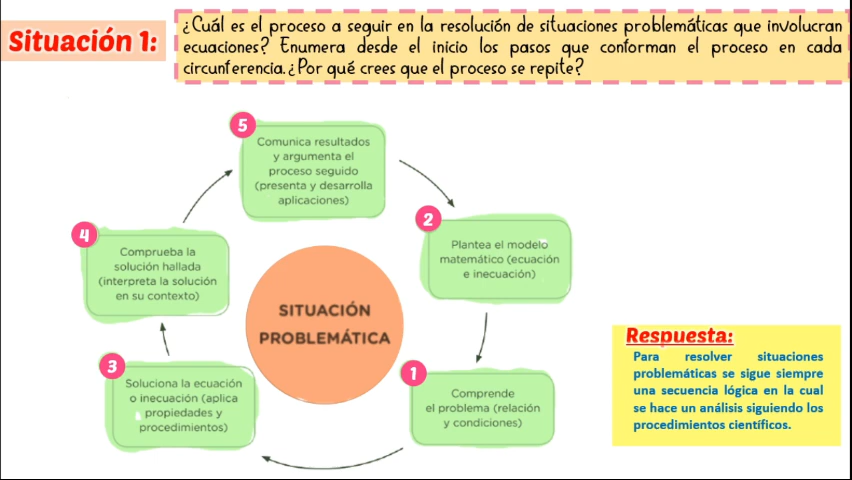 Situación 1:
¿Cuál es el proceso a seguir en la resolución de situaciones problemáticas que involucran
ecuaciones? Enumera desde el inicio los pasos que conforman el proceso en cada
circunferencia. ¿Por qué crees que el proceso se repite?
5
Comunica resultados
y argumenta el
proceso seguido
(presenta y desarrolla
aplicaciones)
4
Comprueba la
solución hallada
(interpreta la solución
en su contexto)
2
Plantea el modelo
matemático (ecuación
e inecuación)
SITUACIÓN
PROBLEMÁTICA
3
Soluciona la ecuación
o inecuación (aplica
propiedades y
procedimientos)
1
Comprende
el problema (relación
y condiciones)
Respuesta:
Para resolver situaciones
problemáticas se sigue siempre
una secuencia lógica en la cual
se hace un análisis siguiendo los
procedimientos científicos.